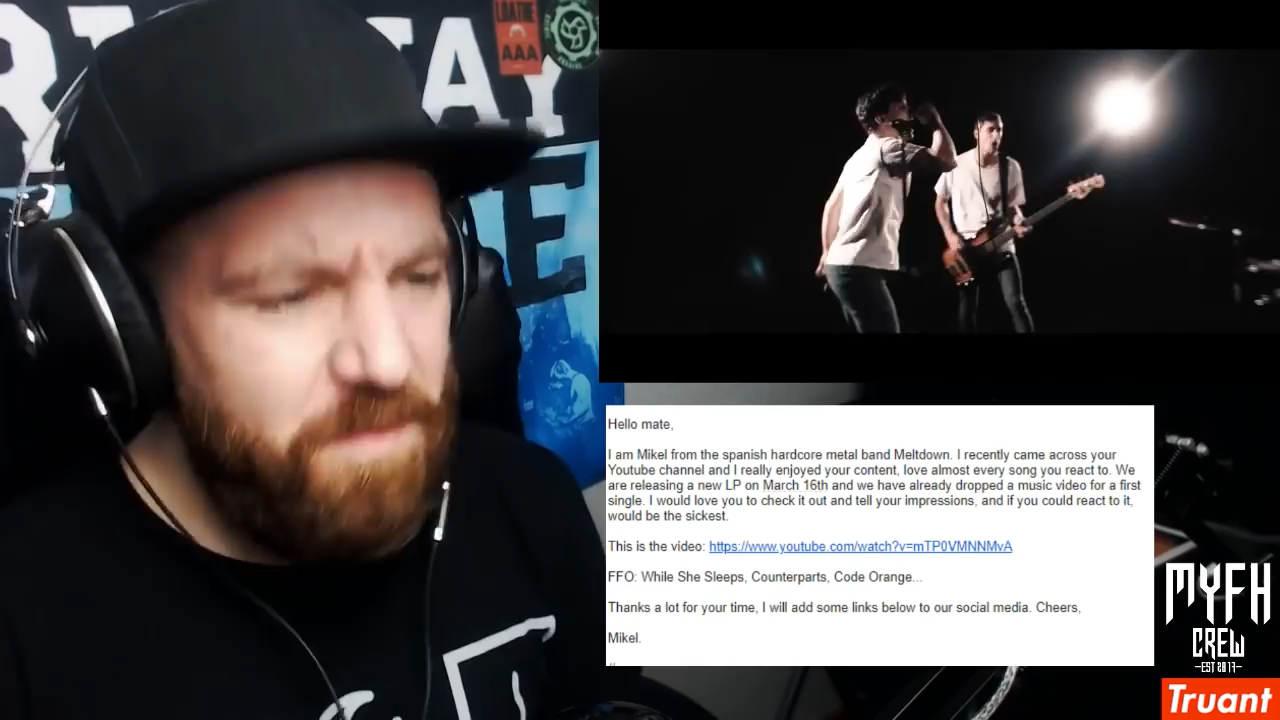 LOATHE
AAA
Hello mate,
I am Mikel from the spanish hardcore metal band Meltdown. I recently came across your
Youtube channel and I really enjoyed your content, love almost every song you react to. We
are releasing a new LP on March 16th and we have already dropped a music video for a first
single. I would love you to check it out and tell your impressions, and if you could react to it,
would be the sickest.
This is the video: https://www.youtube.com/watch?v=mTP0VMNNMvA
FFO: While She Sleeps, Counterparts, Code Orange...
Thanks a lot for your time, I will add some links below to our social media. Cheers,
Mikel.
MYFH
CREW
-EST 2017-
Truant